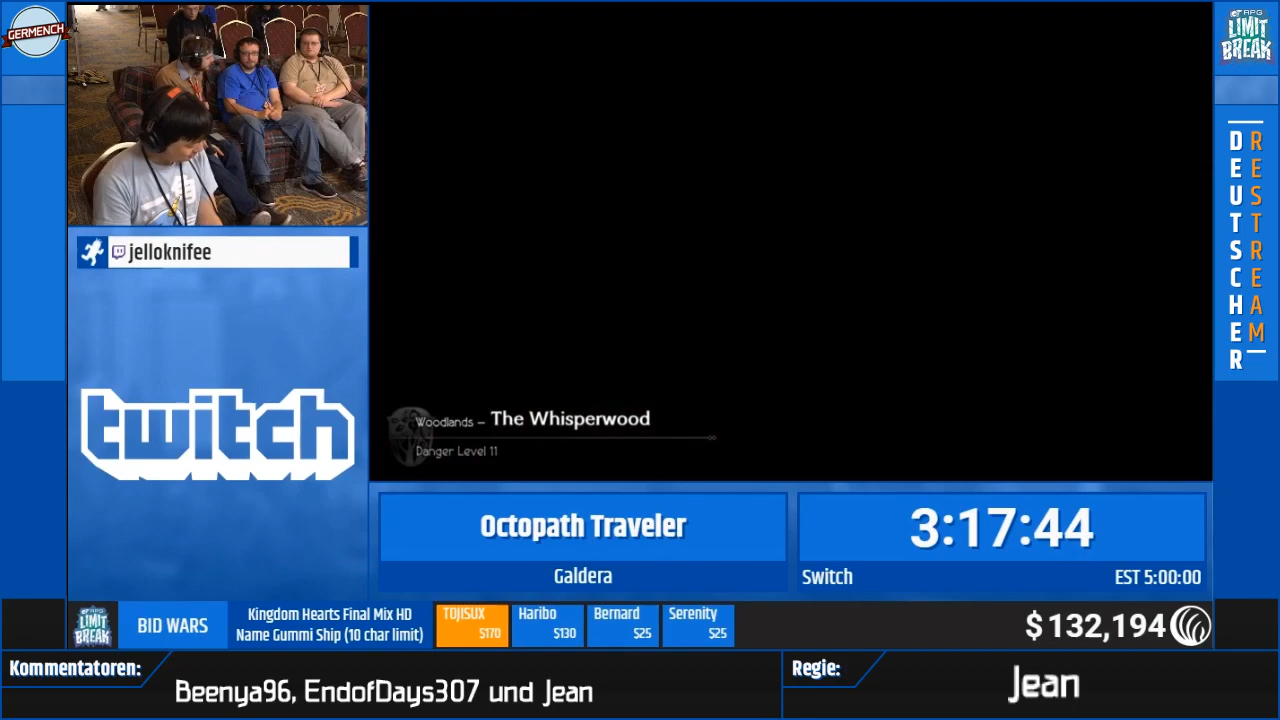 GERMENCH
RPG
LIMIT
BREAK
DEUTSCHER
RESTREAM
jelloknifee
twitch
Woodlands – The Whisperwood
Danger Level 11
Octopath Traveler
Galdera
3:17:44
Switch
EST 5:00:00
RPG
LIMIT
BREAK
BID WARS
Kingdom Hearts Final Mix HD
Name Gummi Ship (10 char limit)
TOJISUX
$170
Haribo
$130
Bernard
$25
Serenity
$25
$132,194
Kommentatoren:
Beenya96, EndofDays307 und Jean
Regie:
Jean